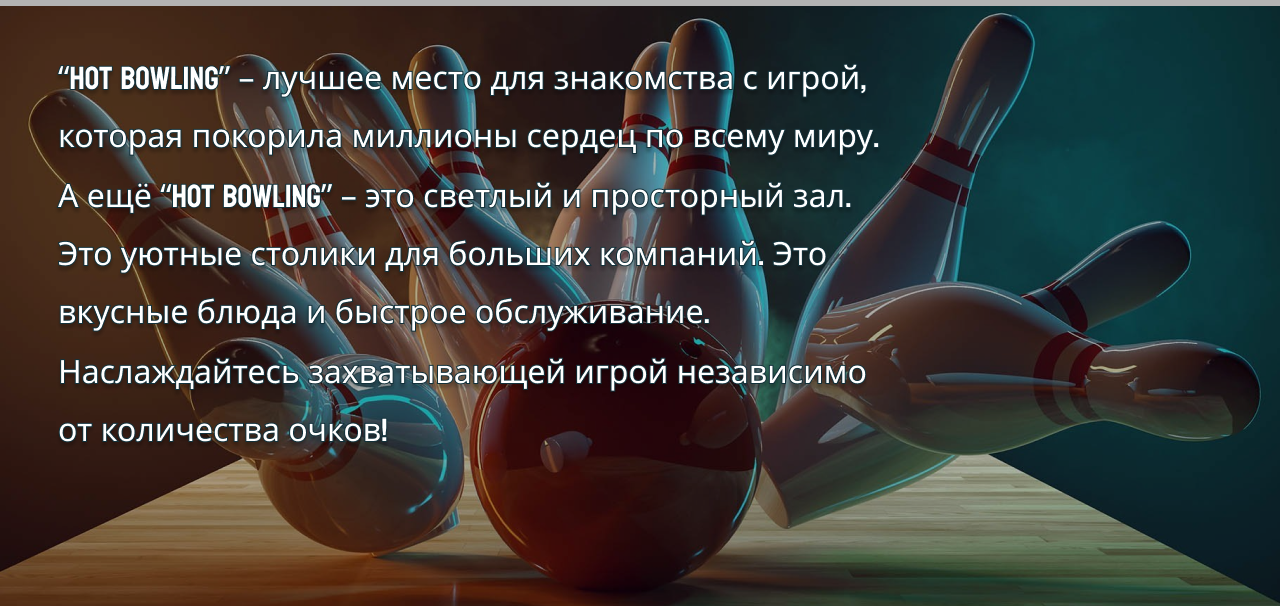 “HOT BOWLING” – лучшее место для знакомства с игрой,
которая покорила миллионы сердец по всему миру.
А ещё “HOT BOWLING” – это светлый и просторный зал.
Это уютные столики для больших компаний. Это
вкусные блюда и быстрое обслуживание.
Наслаждайтесь захватывающей игрой независимо
от количества очков!